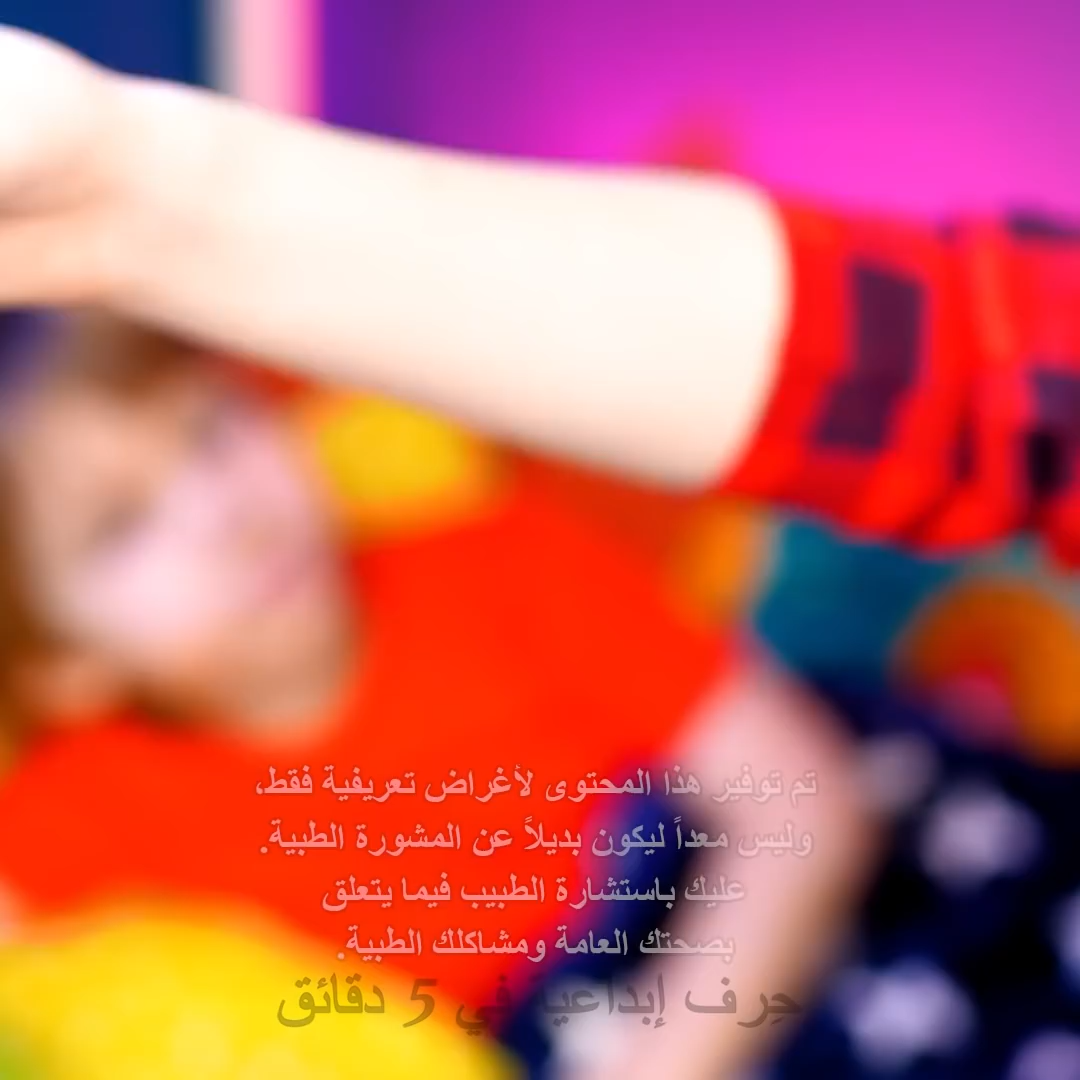 تم توفير هذا المحتوى لأغراض تعريفية فقط،
وليس معداً ليكون بديلاً عن المشورة الطبية.
عليك باستشارة الطبيب فيما يتعلق
بصحتك العامة ومشاكلك الطبية.
حِرف إبداعية في 5 دقائق